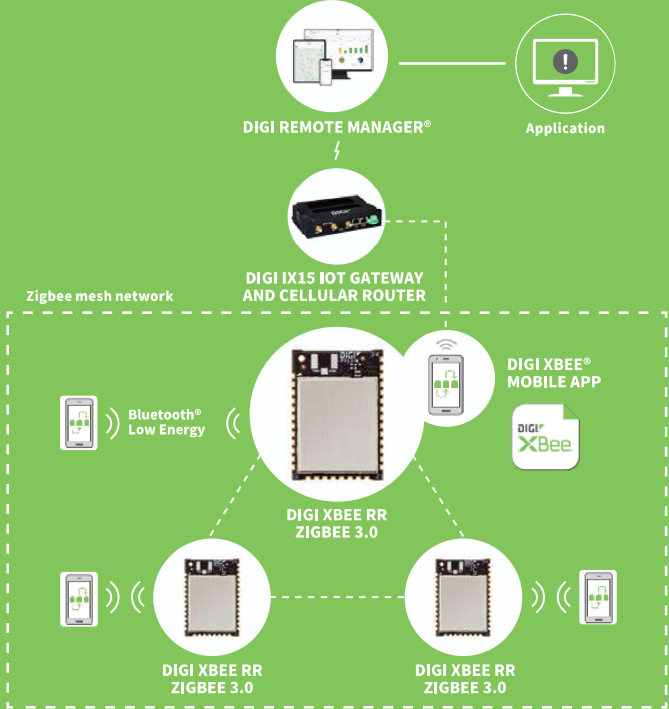 DIGI REMOTE MANAGER®
Application
DIGI
DIGI IX15 IOT GATEWAY
AND CELLULAR ROUTER
Zigbee mesh network
DIGI
DIGI XBEE®
MOBILE APP
DIGI
XBee
Bluetooth®
Low Energy
DIGI XBEE RR
ZIGBEE 3.0
DIGI XBEE RR
ZIGBEE 3.0
DIGI XBEE RR
ZIGBEE 3.0